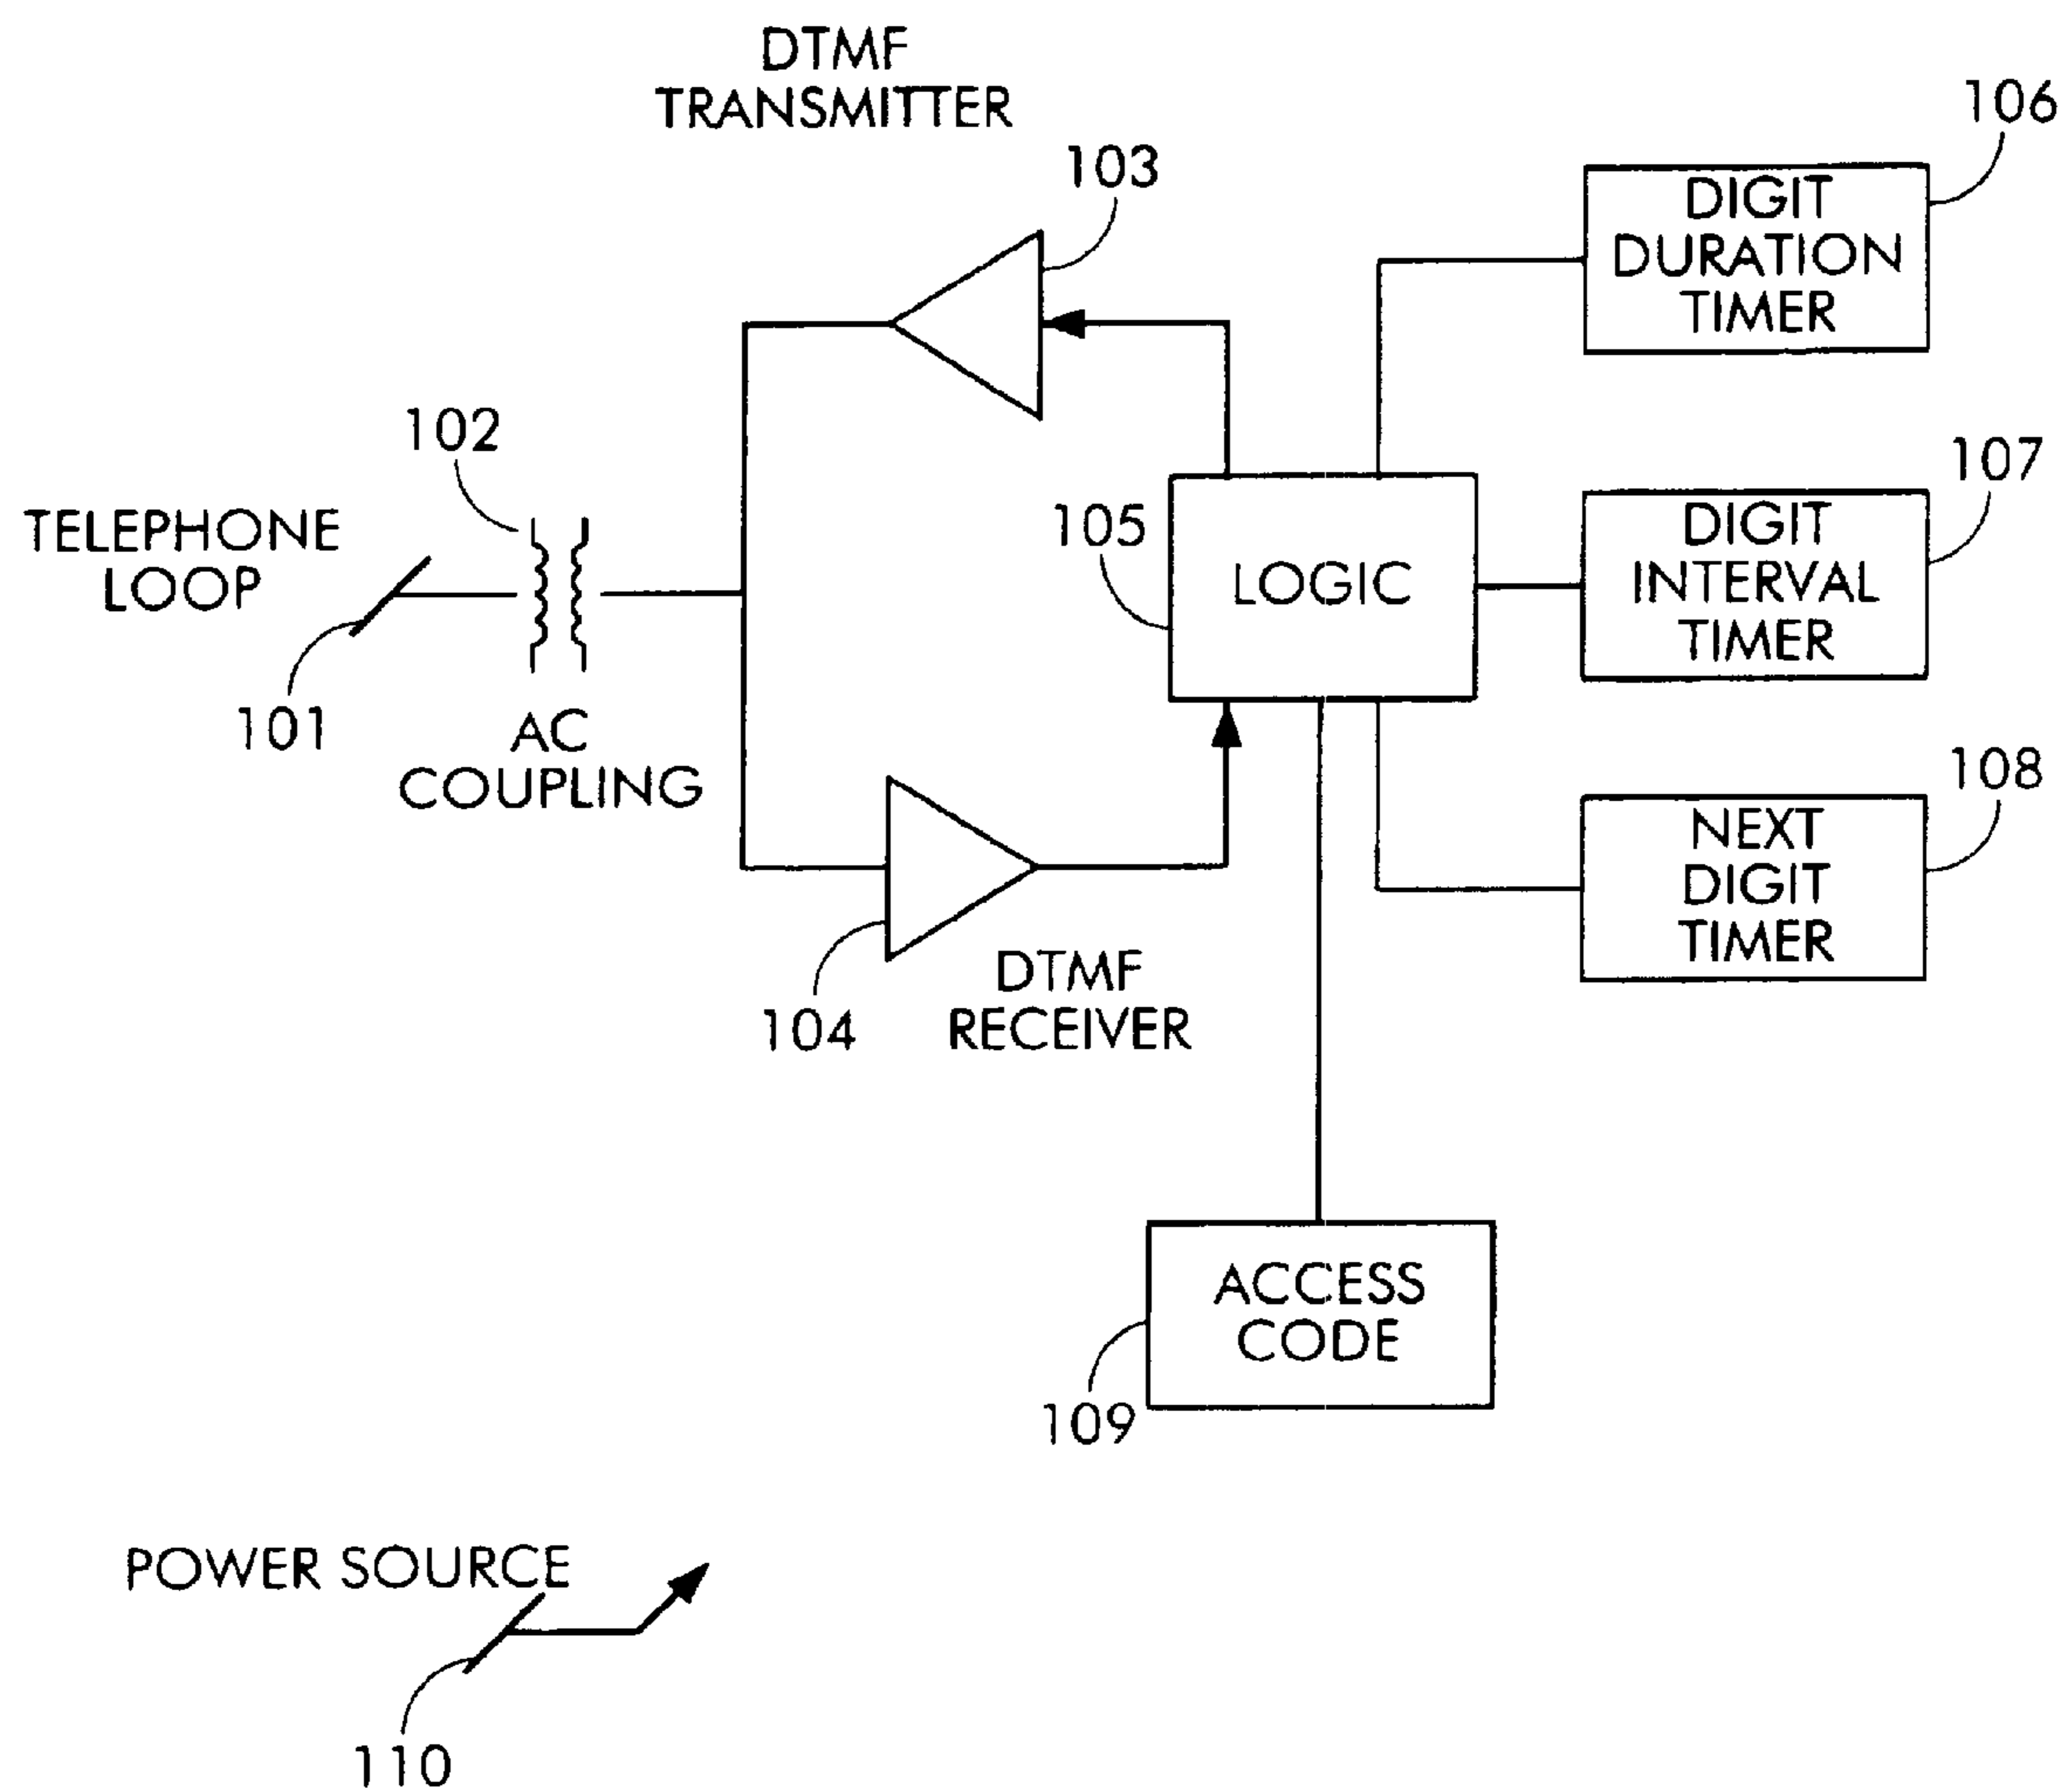 DTMF
TRANSMITTER
103
106
DIGIT
DURATION
TIMER
102
TELEPHONE
LOOP
101
AC
COUPLING
105
LOGIC
107
DIGIT
INTERVAL
TIMER
108
NEXT
DIGIT
TIMER
104
DTMF
RECEIVER
ACCESS
CODE
109
POWER SOURCE
110